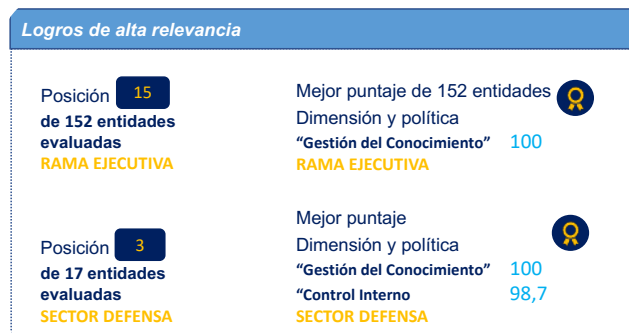 Logros de alta relevancia
Posición 15
de 152 entidades
evaluadas
RAMA EJECUTIVA
Mejor puntaje de 152 entidades
Dimensión y política
“Gestión del Conocimiento” 100
RAMA EJECUTIVA
Posición 3
de 17 entidades
evaluadas
SECTOR DEFENSA
Mejor puntaje
Dimensión y política
“Gestión del Conocimiento” 100
“Control Interno 98,7
SECTOR DEFENSA